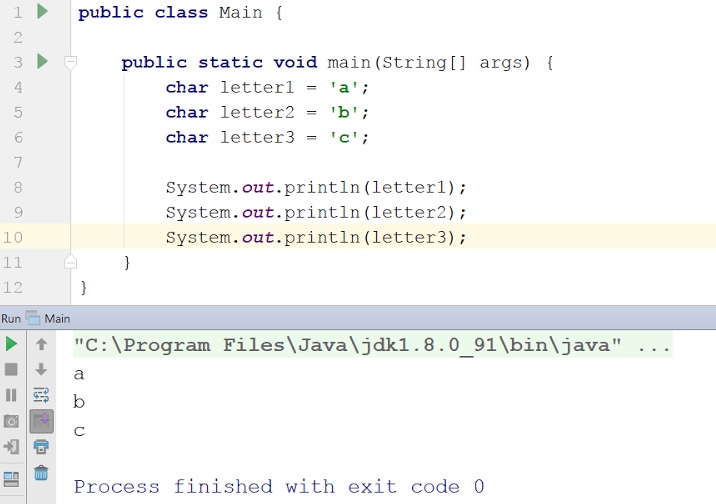 1 public class Main {
2
3 public static void main(String[] args) {
4 char letter1 = 'a';
5 char letter2 = 'b';
6 char letter3 = 'c';
7
8 System.out.println(letter1);
9 System.out.println(letter2);
10 System.out.println(letter3);
11 }
12 }
Run Main
"C:\Program Files\Java\jdk1.8.0_91\bin\java" ...
a
b
c
Process finished with exit code 0